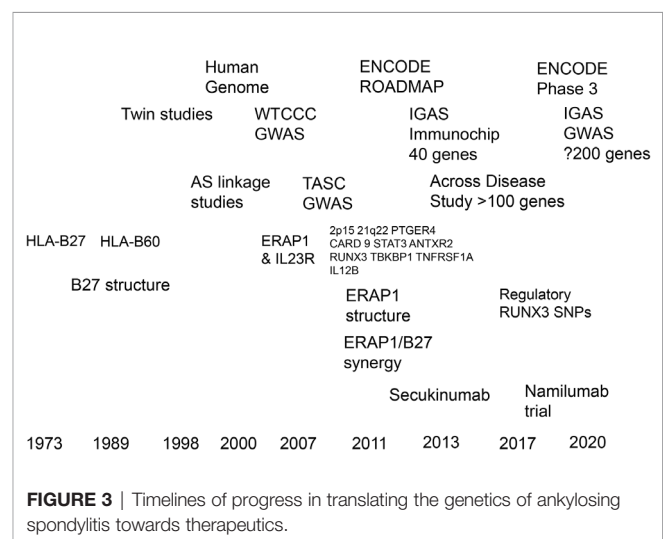 Human
Genome
ENCODE
ROADMAP
ENCODE
Phase 3
Twin studies
WTCCC
GWAS
IGAS
Immunochip
40 genes
IGAS
GWAS
?200 genes
AS linkage
studies
TASC
GWAS
Across Disease
Study >100 genes
HLA-B27
HLA-B60
ERAP1
& IL23R
2p15 21q22 PTGER4
CARD 9 STAT3 ANTXR2
RUNX3 TBKBP1 TNFRSF1A
IL12B
B27 structure
ERAP1
structure
Regulatory
RUNX3 SNPs
ERAP1/B27
synergy
Secukinumab
Namilumab
trial
1973 1989 1998 2000 2007 2011 2013 2017 2020
FIGURE 3 | Timelines of progress in translating the genetics of ankylosing
spondylitis towards therapeutics.